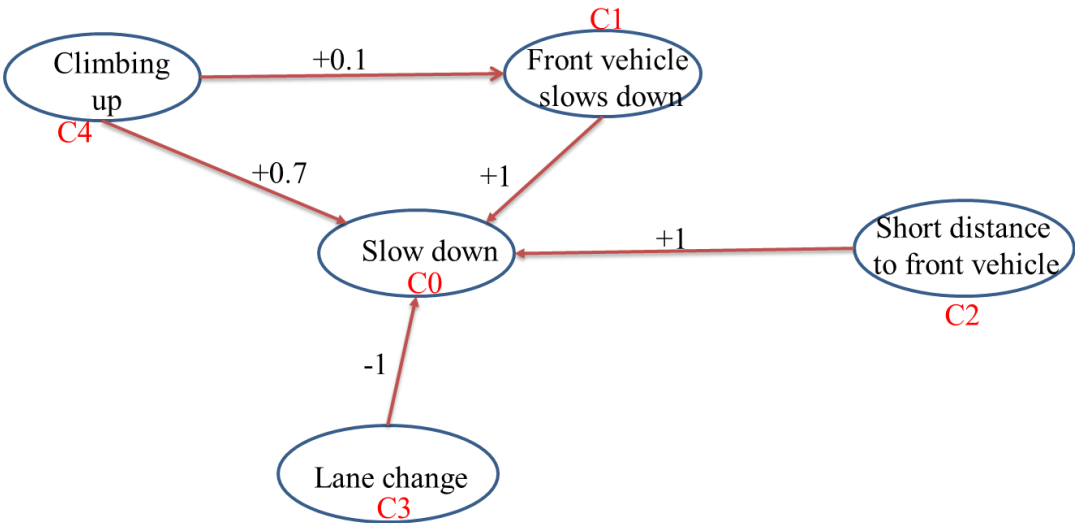 C1
Climbing
up
C4
+0.1
Front vehicle
slows down
+0.7
+1
Slow down
C0
+1
Short distance
to front vehicle
C2
-1
Lane change
C3